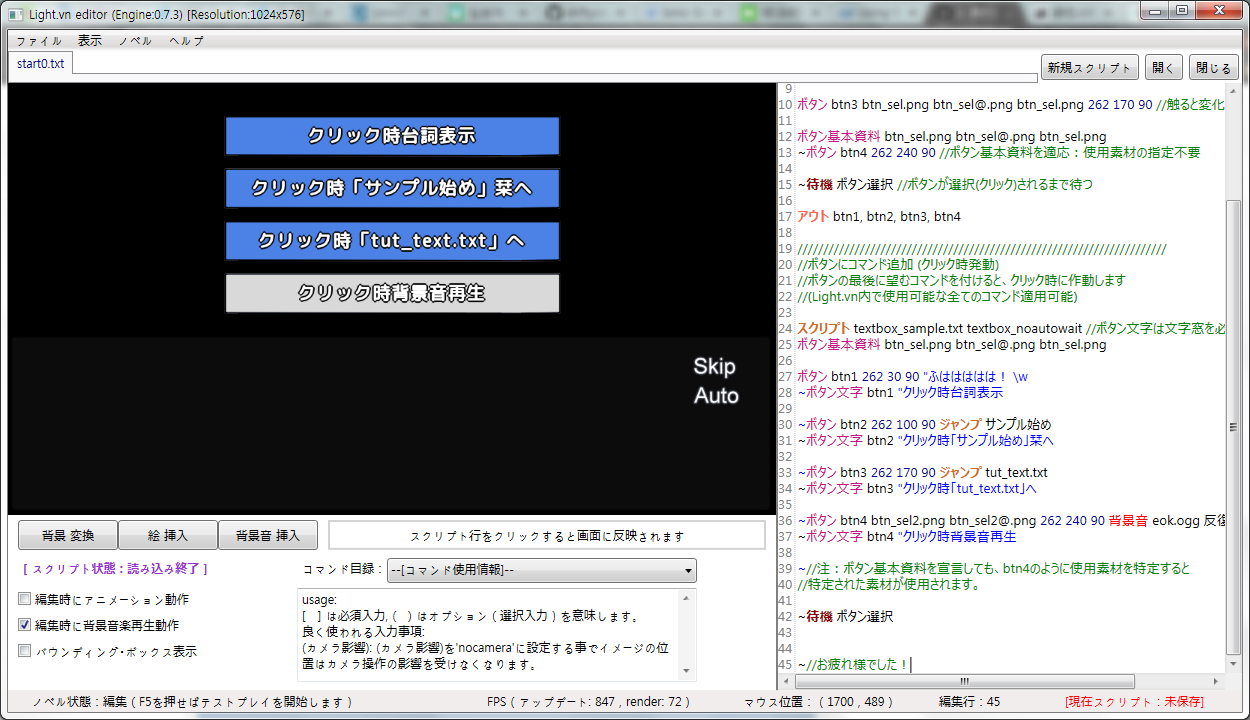 Light.vn editor (Engine:0.7.3) [Resolution:1024x576]
ファイル 表示 ノベル ヘルプ
start0.txt
新規スクリプト 開く 閉じる
クリック時台詞表示
クリック時「サンプル始め」栞へ
クリック時「tut_text.txt」へ
クリック時背景音再生
Skip
Auto
9
10 ボタン btn3 btn_sel.png btn_sel@.png btn_sel.png 262 170 90 //触ると変化
11
12 ボタン基本資料 btn_sel.png btn_sel@.png btn_sel.png
13 ~ボタン btn4 262 240 90 //ボタン基本資料を適応：使用素材の指定不要
14
15 ~待機 ボタン選択 //ボタンが選択(クリック)されるまで待つ
16
17 アウト btn1, btn2, btn3, btn4
18
19 ///////////////////////////////////////////////////////////////////////
20 //ボタンにコマンド追加 (クリック時発動)
21 //ボタンの最後に望むコマンドを付けると、クリック時に作動します
22 //(Light.vn内で使用可能な全てのコマンド適用可能)
23
24 スクリプト textbox_sample.txt textbox_noautowait //ボタン文字は文字窓を必
25 ボタン基本資料 btn_sel.png btn_sel@.png btn_sel.png
26
27 ボタン btn1 262 30 90 "ふはははははは！ \w
28 ~ボタン文字 btn1 "クリック時台詞表示
29
30 ~ボタン btn2 262 100 90 ジャンプ サンプル始め
31 ~ボタン文字 btn2 "クリック時「サンプル始め」栞へ
32
33 ~ボタン btn3 262 170 90 ジャンプ tut_text.txt
34 ~ボタン文字 btn3 "クリック時「tut_text.txt」へ
35
36 ~ボタン btn4 btn_sel2.png btn_sel2@.png 262 240 90 背景音 eok.ogg 反復
37 ~ボタン文字 btn4 "クリック時背景音再生
38
39 ~//注：ボタン基本資料を宣言しても、btn4のように使用素材を特定すると
40 //特定された素材が使用されます。
41
42 ~待機 ボタン選択
43
44
45 ~//お疲れ様でした！
背景 変換 絵 挿入 背景音 挿入 スクリプト行をクリックすると画面に反映されます
[ スクリプト状態：読み込み終了 ]
コマンド目録： --[コマンド使用情報]--
編集時にアニメーション動作
編集時に背景音楽再生動作
バウンディング・ボックス表示
usage:
[ ] は必須入力, ( ) はオプション ( 選択入力 ) を意味します。
良く使われる入力事項:
(カメラ影響): (カメラ影響)を'nocamera'に設定する事でイメージの位
置はカメラ操作の影響を受けなくなります。
ノベル状態：編集 ( F5を押せばテストプレイを開始します ) FPS ( アップデート: 847 , render: 72 ) マウス位置： ( 1700 , 489 ) 編集行：45 [現在スクリプト：未保存]